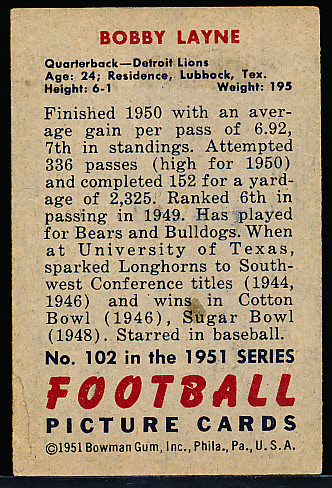 BOBBY LAYNE
Quarterback—Detroit Lions
Age: 24; Residence, Lubbock, Tex.
Height: 6-1 Weight: 195
Finished 1950 with an aver-
age gain per pass of 6.92,
7th in standings. Attempted
336 passes (high for 1950)
and completed 152 for a yard-
age of 2,325. Ranked 6th in
passing in 1949. Has played
for Bears and Bulldogs. When
at University of Texas,
sparked Longhorns to South-
west Conference titles (1944,
1946) and wins in Cotton
Bowl (1946), Sugar Bowl
(1948). Starred in baseball.
No. 102 in the 1951 SERIES
FOOTBALL
PICTURE CARDS
©1951 Bowman Gum, Inc., Phila., Pa., U.S.A.